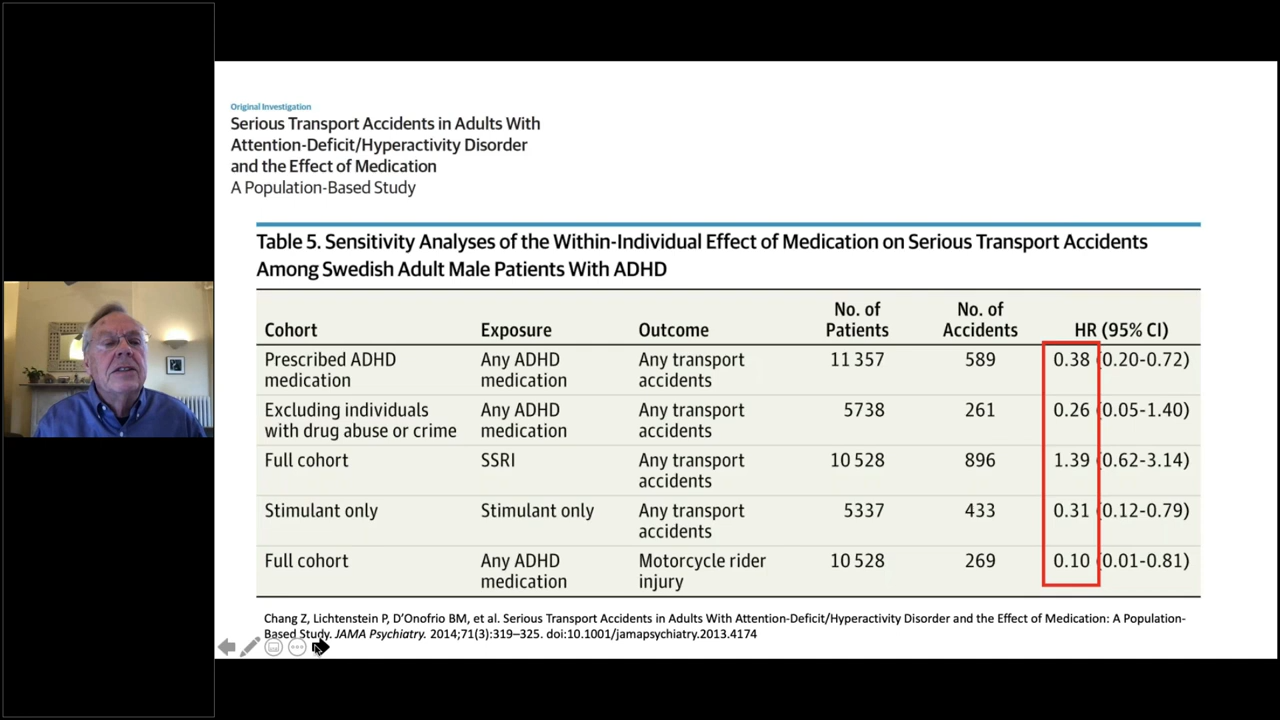 Original Investigation
Serious Transport Accidents in Adults With
Attention-Deficit/Hyperactivity Disorder
and the Effect of Medication
A Population-Based Study
Table 5. Sensitivity Analyses of the Within-Individual Effect of Medication on Serious Transport Accidents
Among Swedish Adult Male Patients With ADHD
No. of No. of
Cohort Exposure Outcome Patients Accidents HR (95% CI)
Prescribed ADHD Any ADHD Any transport 11 357 589 0.38 (0.20-0.72)
medication medication accidents
Excluding individuals Any ADHD Any transport 5738 261 0.26 (0.05-1.40)
with drug abuse or crime medication accidents
Full cohort SSRI Any transport 10 528 896 1.39 (0.62-3.14)
accidents
Stimulant only Stimulant only Any transport 5337 433 0.31 (0.12-0.79)
accidents
Full cohort Any ADHD Motorcycle rider 10 528 269 0.10 (0.01-0.81)
medication injury
Chang Z, Lichtenstein P, D'Onofrio BM, et al. Serious Transport Accidents in Adults With Attention-Deficit/Hyperactivity Disorder and the Effect of Medication: A Population-
Based Study. JAMA Psychiatry. 2014;71(3):319–325. doi:10.1001/jamapsychiatry.2013.4174